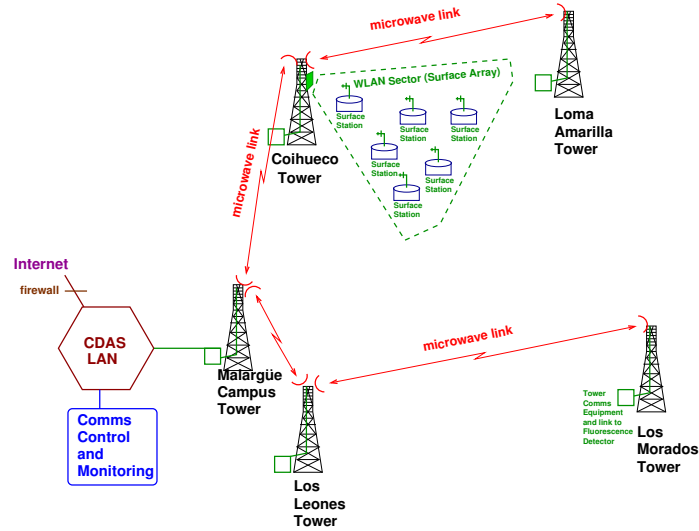 microwave link
WLAN Sector (Surface Array)
Surface
Station
Surface
Station
Surface
Station
Surface
Station
Surface
Station
Surface
Station
Loma
Amarilla
Tower
Coihueco
Tower
microwave link
Internet
firewall
CDAS
LAN
Malargüe
Campus
Tower
microwave link
Comms
Control
and
Monitoring
Tower
Comms
Equipment
and link to
Fluorescence
Detector
Los
Morados
Tower
Los
Leones
Tower